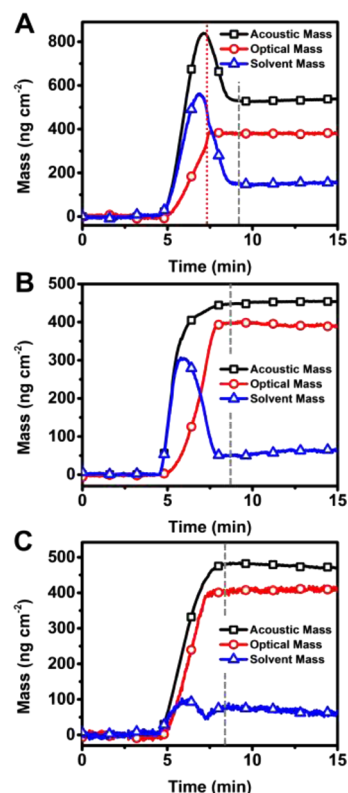 A
Mass (ng cm⁻²)
800
600
400
200
0
Acoustic Mass
Optical Mass
Solvent Mass
0 5 10 15
Time (min)
B
Mass (ng cm⁻²)
500
400
300
200
100
50
0
Acoustic Mass
Optical Mass
Solvent Mass
0 5 10 15
Time (min)
C
Mass (ng cm⁻²)
500
400
300
200
100
0
Acoustic Mass
Optical Mass
Solvent Mass
0 5 10 15
Time (min)